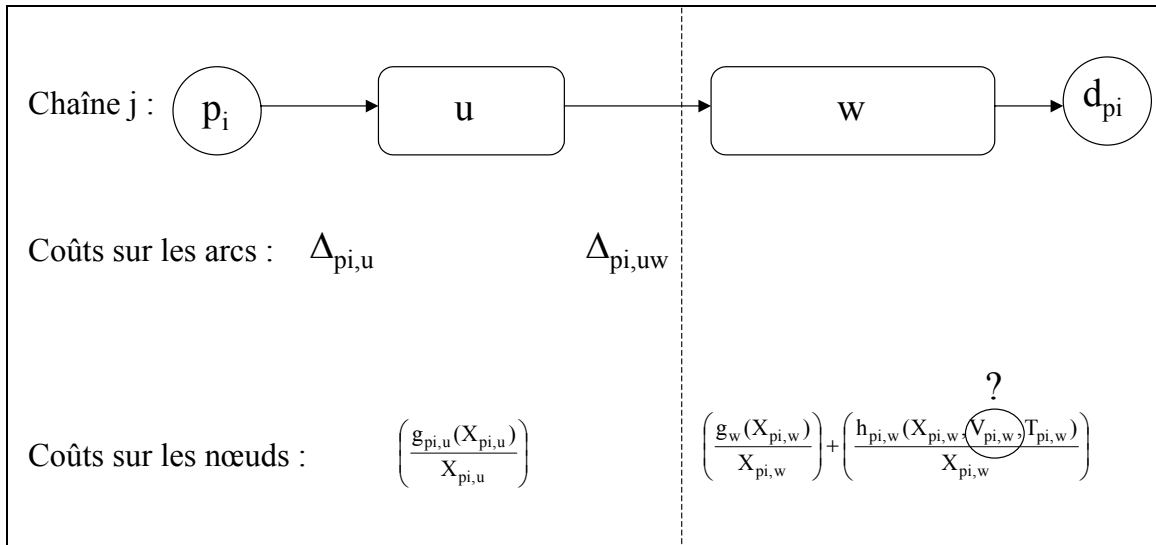 Chaîne j : p_i u w d_pi
Coûts sur les arcs : Δ_pi,u Δ_pi,uw
?
Coûts sur les nœuds : (g_pi,u(X_pi,u) / X_pi,u) (g_w(X_pi,w) / X_pi,w) + (h_pi,w(X_pi,w, V_pi,w, T_pi,w) / X_pi,w)